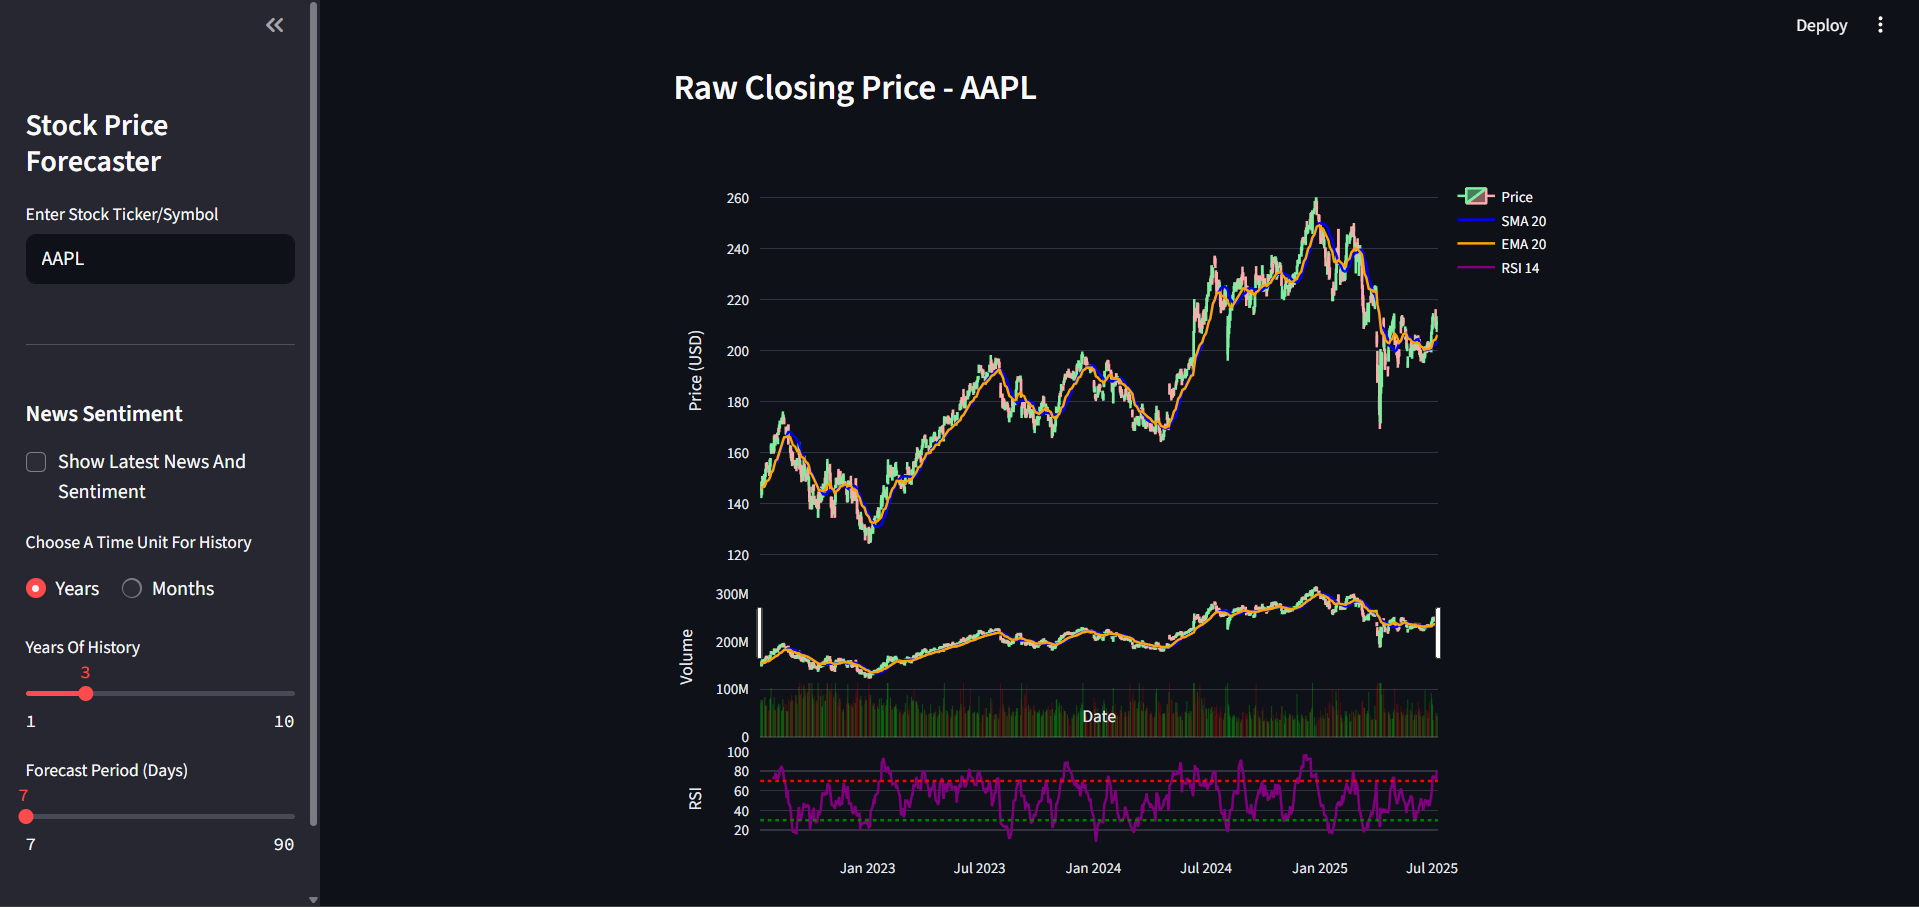 Deploy
Stock Price
Forecaster
Enter Stock Ticker/Symbol
AAPL
News Sentiment
Show Latest News And
Sentiment
Choose A Time Unit For History
Years
Months
Years Of History
3
1
10
Forecast Period (Days)
7
7
90
Raw Closing Price - AAPL
Price
SMA 20
EMA 20
RSI 14
Price (USD)
260
240
220
200
180
160
140
120
Volume
300M
200M
100M
0
Date
RSI
100
80
60
40
20
Jan 2023
Jul 2023
Jan 2024
Jul 2024
Jan 2025
Jul 2025